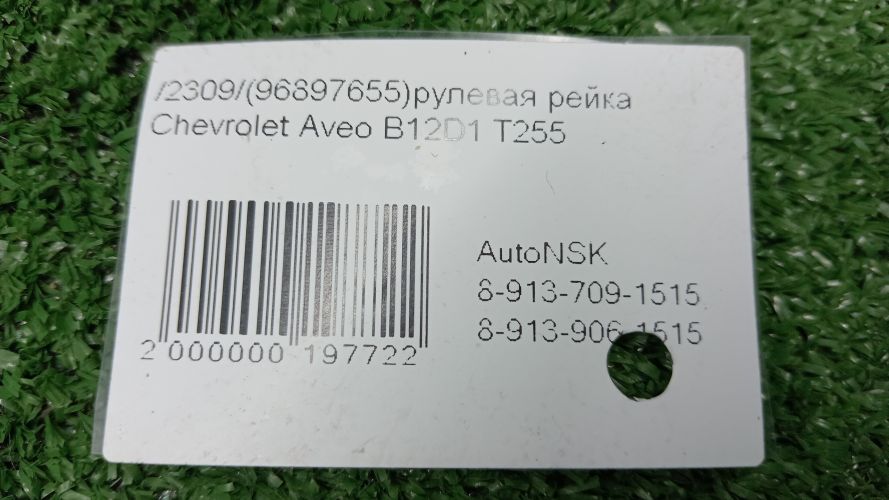 /2309/(96897655)рулевая рейка
Chevrolet Aveo B12D1 T255
AutoNSK
8-913-709-1515
8-913-906-1515
2 000000 197722